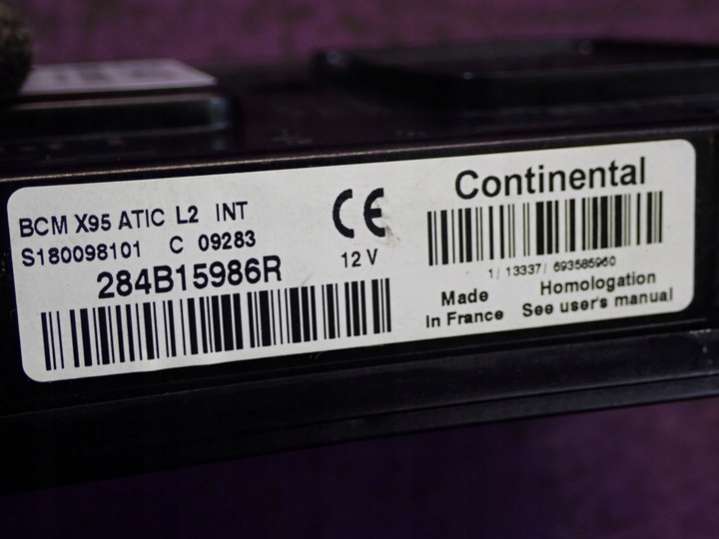 BCM X95 ATIC L2 INT
S180098101 C 09283
284B15986R
CE
12 V
Continental
1/ 13337/ 693585960
Made
In France
Homologation
See user's manual